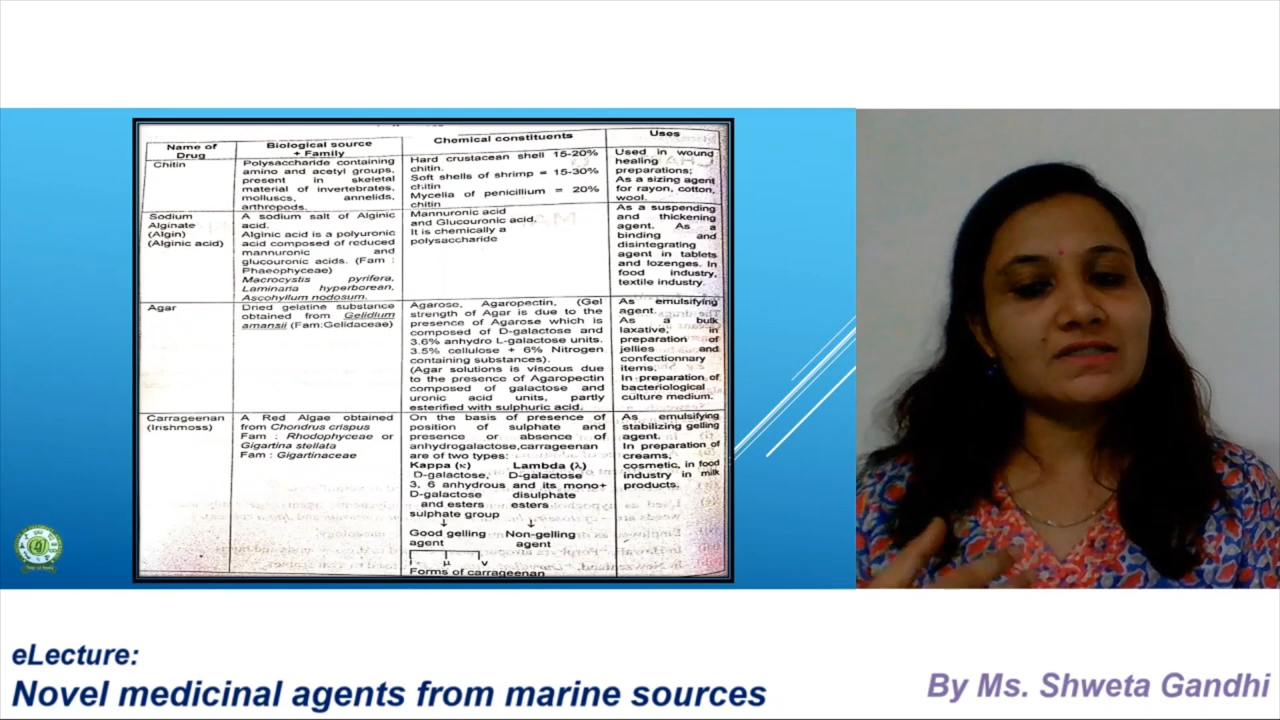 Name of
Drug
Biological source
+ Family
Chemical constituents
Uses
Chitin
Polysaccharide containing
amino and acetyl groups,
present in skeletal
material of invertebrates,
molluscs, annelids,
arthropods.
Hard crustacean shell 15-20%
chitin.
Soft shells of shrimp = 15-30%
chitin
Mycelia of penicillium = 20%
chitin
Used in wound
healing
preparations;
As a sizing agent
for rayon, cotton,
wool.
Sodium
Alginate
(Algin)
(Alginic acid)
A sodium salt of Alginic
acid.
Alginic acid is a polyuronic
acid composed of reduced
mannuronic and
glucouronic acids. (Fam :
Phaeophyceae)
Macrocystis pyrifera,
Laminaria hyperborean,
Ascohyllum nodosum.
Mannuronic acid
and Glucouronic acid.
It is chemically a
polysaccharide
As a suspending
and thickening
agent. As a
binding and
disintegrating
agent in tablets
and lozenges. In
food industry,
textile industry.
Agar
Dried gelatine substance
obtained from Gelidium
amansii (Fam:Gelidaceae)
Agarose, Agaropectin, (Gel
strength of Agar is due to the
presence of Agarose which is
composed of D-galactose and
3.6% anhydro L-galactose units.
3.5% cellulose + 6% Nitrogen
containing substances).
(Agar solutions is viscous due
to the presence of Agaropectin
composed of galactose and
uronic acid units, partly
esterified with sulphuric acid.
As emulsifying
agent.
As a bulk
laxative, in
preparation of
jellies and
confectionnary
items.
In preparation of
bacteriological
culture medium.
Carrageenan
(Irishmoss)
A Red Algae obtained
from Chondrus crispus
Fam : Rhodophyceae or
Gigartina stellata
Fam : Gigartinaceae
On the basis of presence of
position of sulphate and
presence or absence of
anhydrogalactose,carrageenan
are of two types:
Kappa (κ) Lambda (λ)
D-galactose, D-galactose
3, 6 anhydrous and its mono+
D-galactose disulphate
and esters esters
sulphate group
Good gelling Non-gelling
agent agent
μ ν
Forms of carrageenan
As emulsifying
stabilizing gelling
agent.
In preparation of
creams,
cosmetic, in food
industry in milk
products.
eLecture:
Novel medicinal agents from marine sources
By Ms. Shweta Gandhi